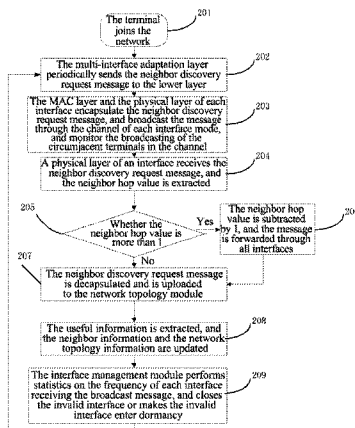 The terminal
joins the
network
201
The multi-interface adaptation layer
periodically sends the neighbor discovery
request message to the lower layer
202
The MAC layer and the physical layer of each
interface encapsulate the neighbor discovery
request message, and broadcast the message
through the channel of each interface mode,
and monitor the broadcasting of the
circumjacent terminals in the channel
203
A physical layer of an interface receives the
neighbor discovery request message, and
the neighbor hop value is extracted
204
205
Whether the
neighbor hop value is
more than 1
Yes
The neighbor hop
value is subtracted
by 1, and the message
is forwarded through
all interfaces
20
No
207
The neighbor discovery request message
is decapsulated and is uploaded
to the network topology module
The useful information is extracted, and
the neighbor information and the network
topology information are updated
208
The interface management module performs
statistics on the frequency of each interface
receiving the broadcast message, and closes
the invalid interface or makes the invalid
interface enter dormancy
209